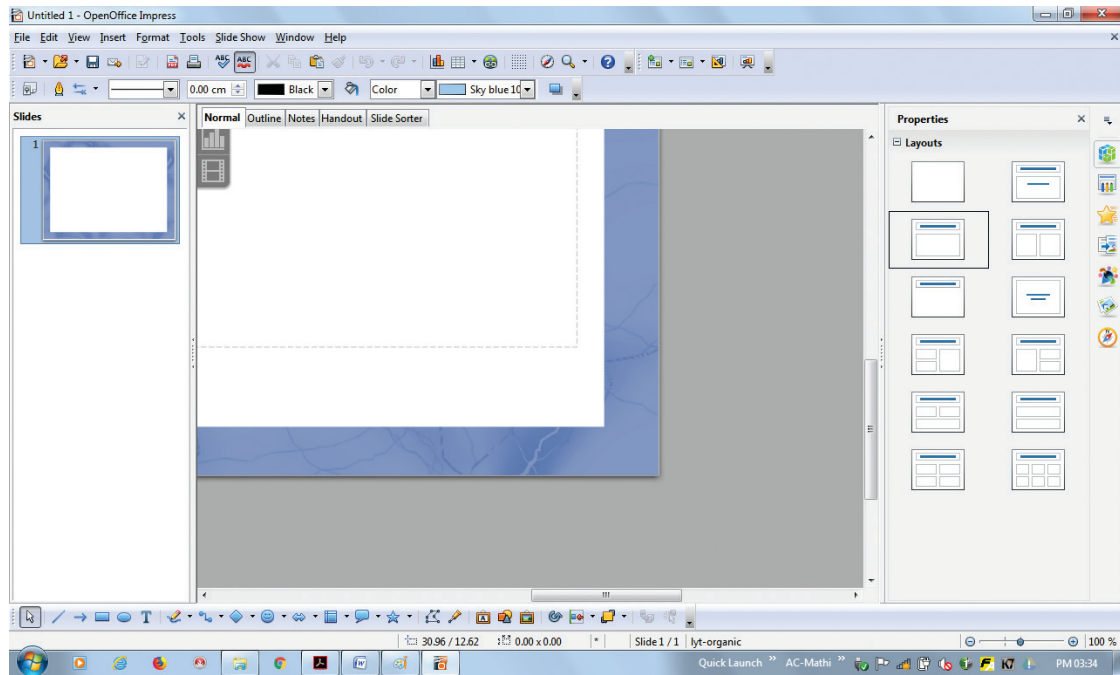 Untitled 1 - OpenOffice Impress
File Edit View Insert Format Tools Slide Show Window Help
0.00 cm Black Color Sky blue 10
Slides
Normal Outline Notes Handout Slide Sorter
Properties
Layouts
1
30.96 / 12.62 0.00 x 0.00 * Slide 1 / 1 lyt-organic 100 %
Quick Launch » AC-Mathi » PM 03:34